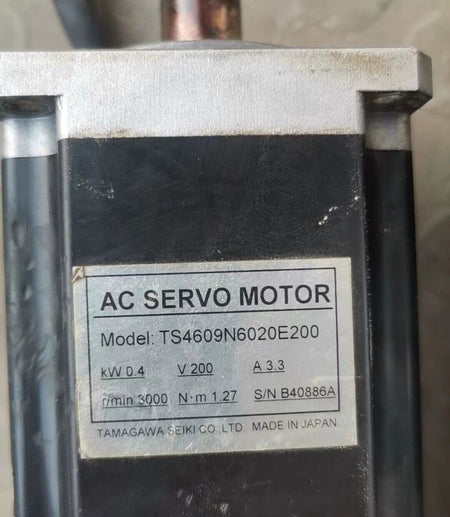 AC SERVO MOTOR
Model: TS4609N6020E200
kW 0.4 V 200 A 3.3
r/min 3000 N·m 1.27 S/N B40886A
TAMAGAWA SEIKI CO.,LTD MADE IN JAPAN